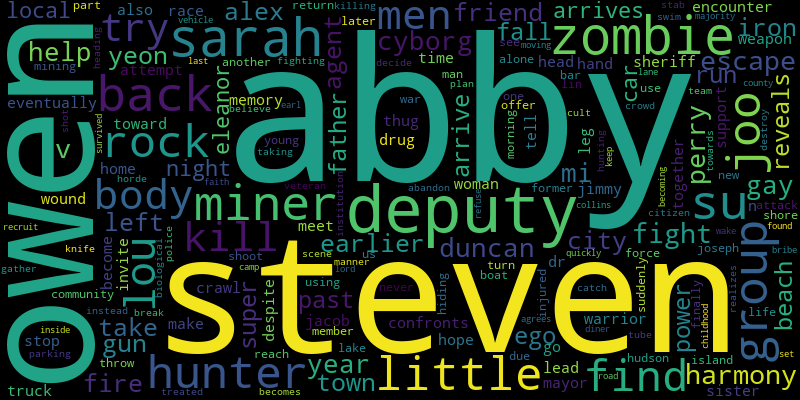 local part
also race alex return killing
try sarah men friend vehicle arrives encounter
later stab swim majority
owen abby
help yeon another agent cyborg fall zombie iron weapon
mining heading attempt
time see head hand sheriff escape
back eleanor alone bar car run
eventually memory man moving decide
last fighting
war one offer lin use team crowd lane county
toward believe earl father thug drug arrive morning tell leg perry support joo reveals
rock young
v shot survived home taking
horde night faith woman mi together towards destroy
wound body veteran institution former cult keep becoming jimmy new gay
miner deputy su attack shore
left meet abandon refuse collins citizen wake found
recruit lou invite kill earlier duncan city fight joseph bribe
knife police us dr force beach
gather become shoot scene manner turn boat quickly
community biological camp lord catch suddenly realizes life
inside instead break crawl using never hiding injured warrior finally diner
steven
take make super despite past jacob confronts ego power group
stop gun member hope due go tube childhood set
parking fire hunter year reach lake little lead find hudson island harmony
truck throw town agrees road mayor sister
treated becomes